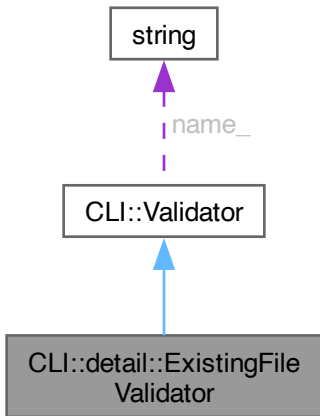 string
name_
CLI::Validator
CLI::detail::ExistingFile
Validator